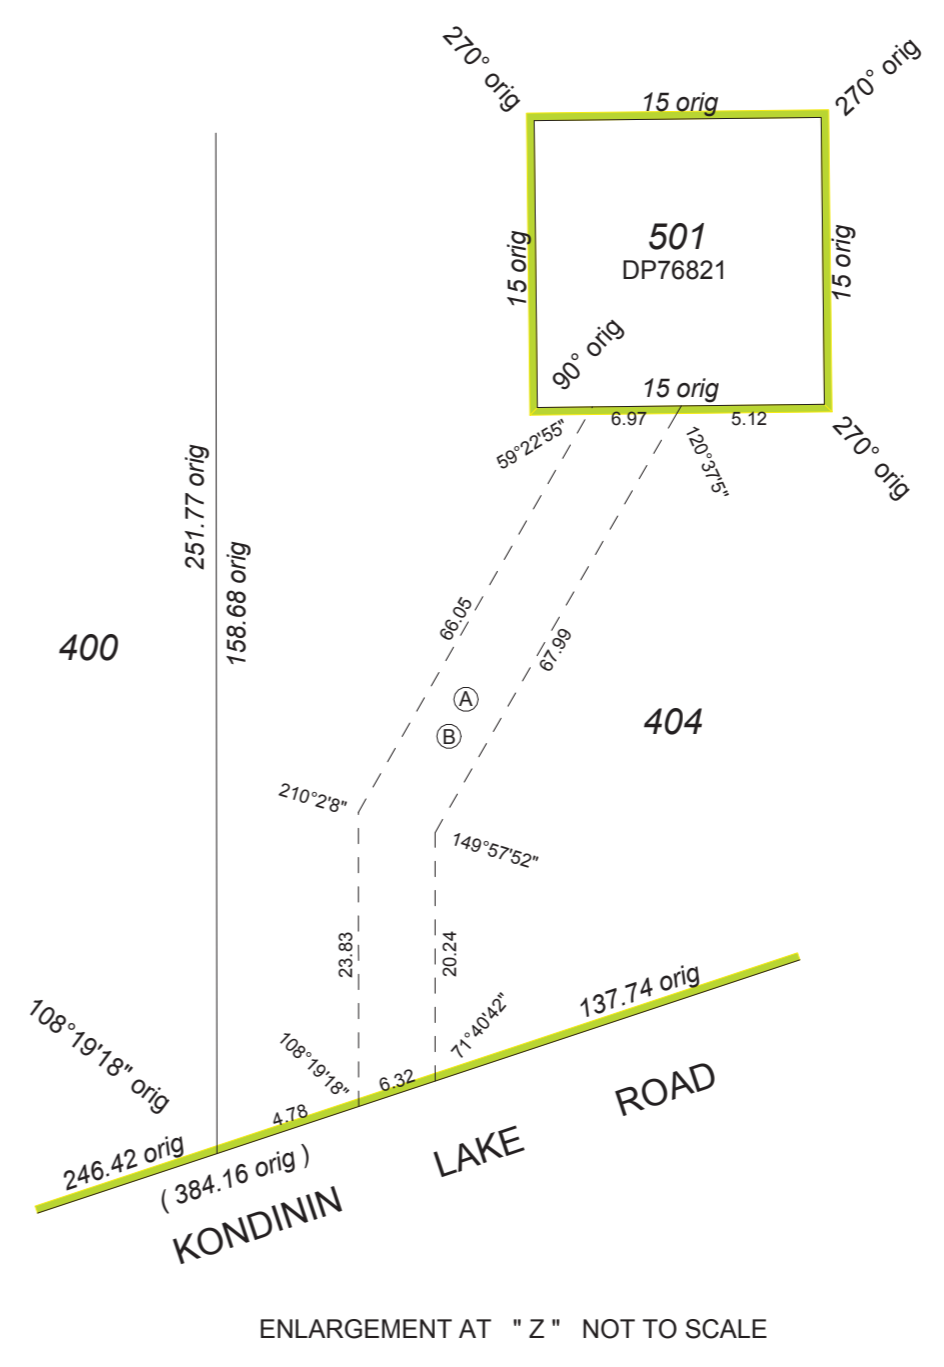 270° orig
15 orig
270° orig
15 orig
501
DP76821
15 orig
90° orig
15 orig
6.97
5.12
59°22'55"
120°37'5"
270° orig
251.77 orig
158.68 orig
66.05
67.99
400
A
B
404
210°2'8"
149°57'52"
23.83
20.24
137.74 orig
108°19'18" orig
108°19'18"
71°40'42"
6.32
4.78
246.42 orig
( 384.16 orig )
KONDININ LAKE ROAD
ENLARGEMENT AT " Z " NOT TO SCALE